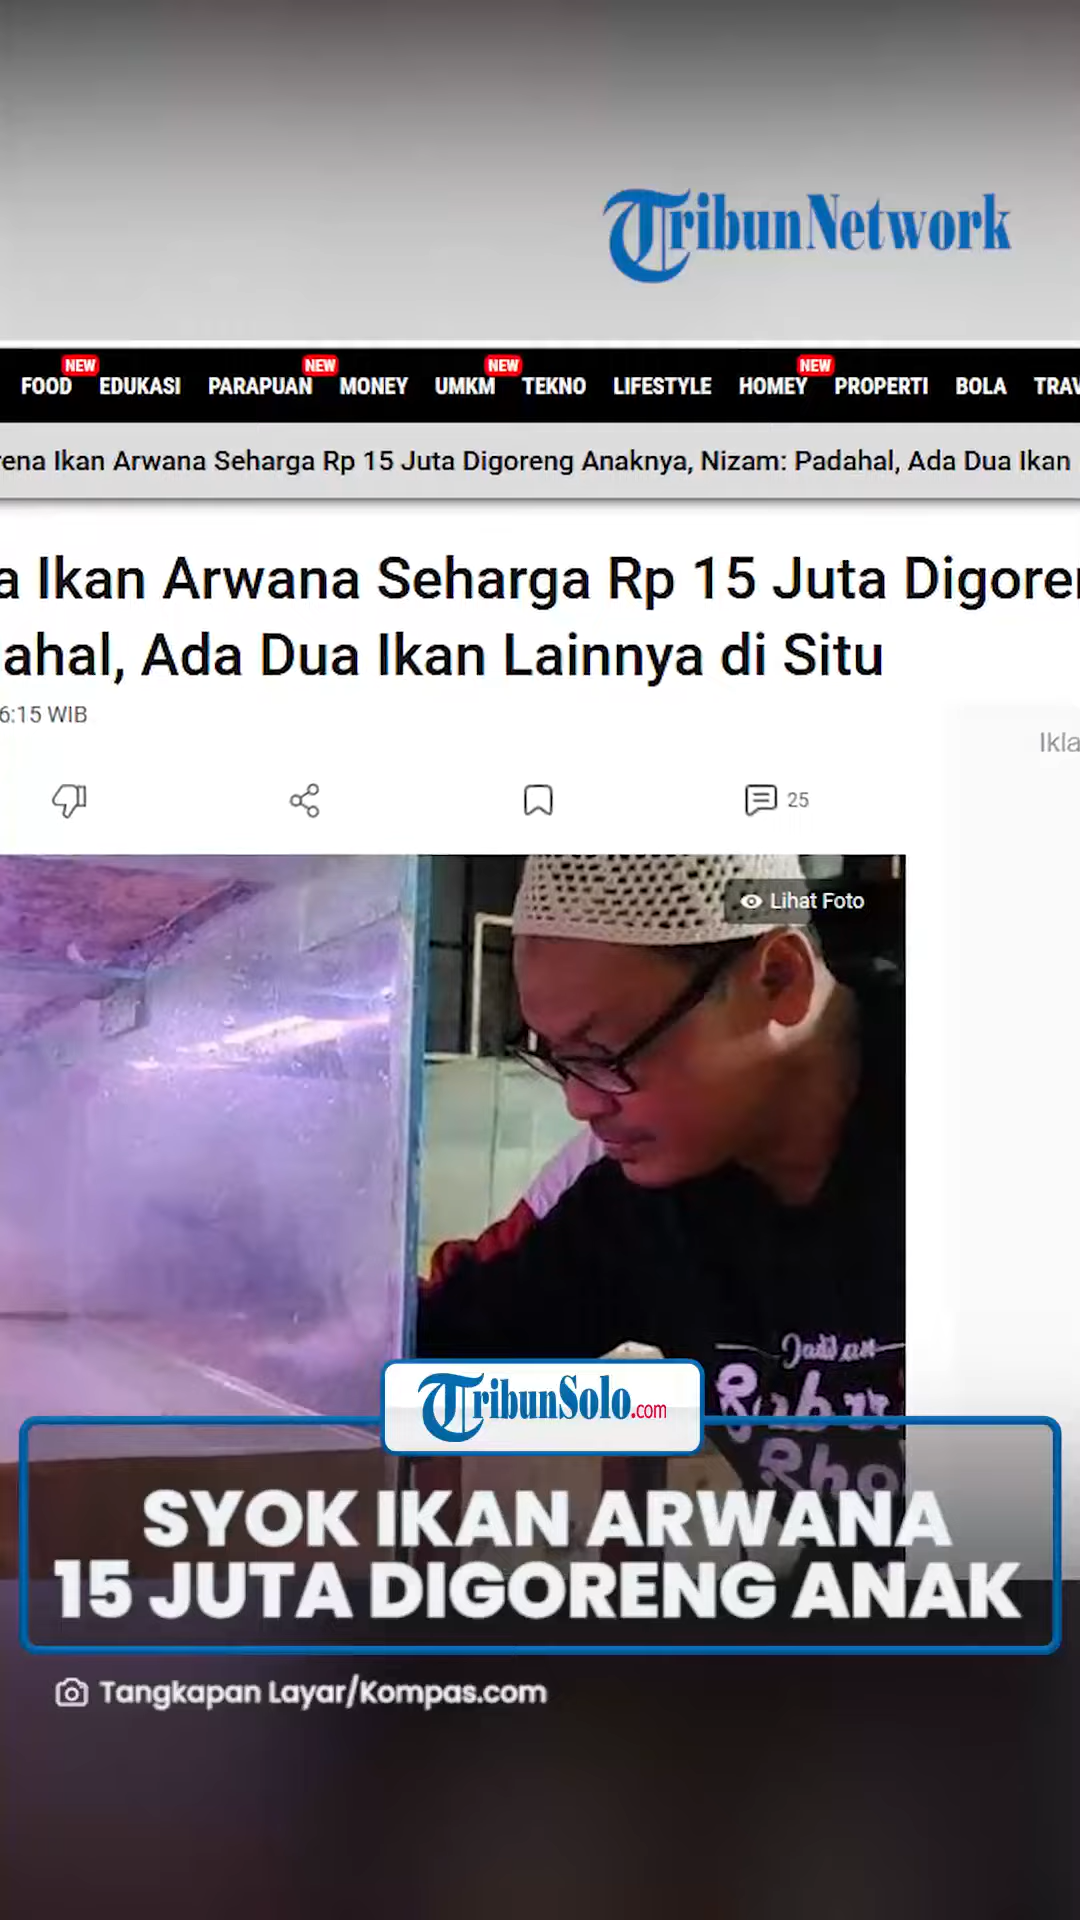 TribunNetwork
NEW NEW NEW NEW
FOOD EDUKASI PARAPUAN MONEY UMKM TEKNO LIFESTYLE HOMEY PROPERTI BOLA TRAV
rena Ikan Arwana Seharga Rp 15 Juta Digoreng Anaknya, Nizam: Padahal, Ada Dua Ikan
a Ikan Arwana Seharga Rp 15 Juta Digoren
ahal, Ada Dua Ikan Lainnya di Situ
6:15 WIB
Ikla
25
Lihat Foto
Jadilan
TribunSolo.com
SYOK IKAN ARWANA
15 JUTA DIGORENG ANAK
Tangkapan Layar/Kompas.com